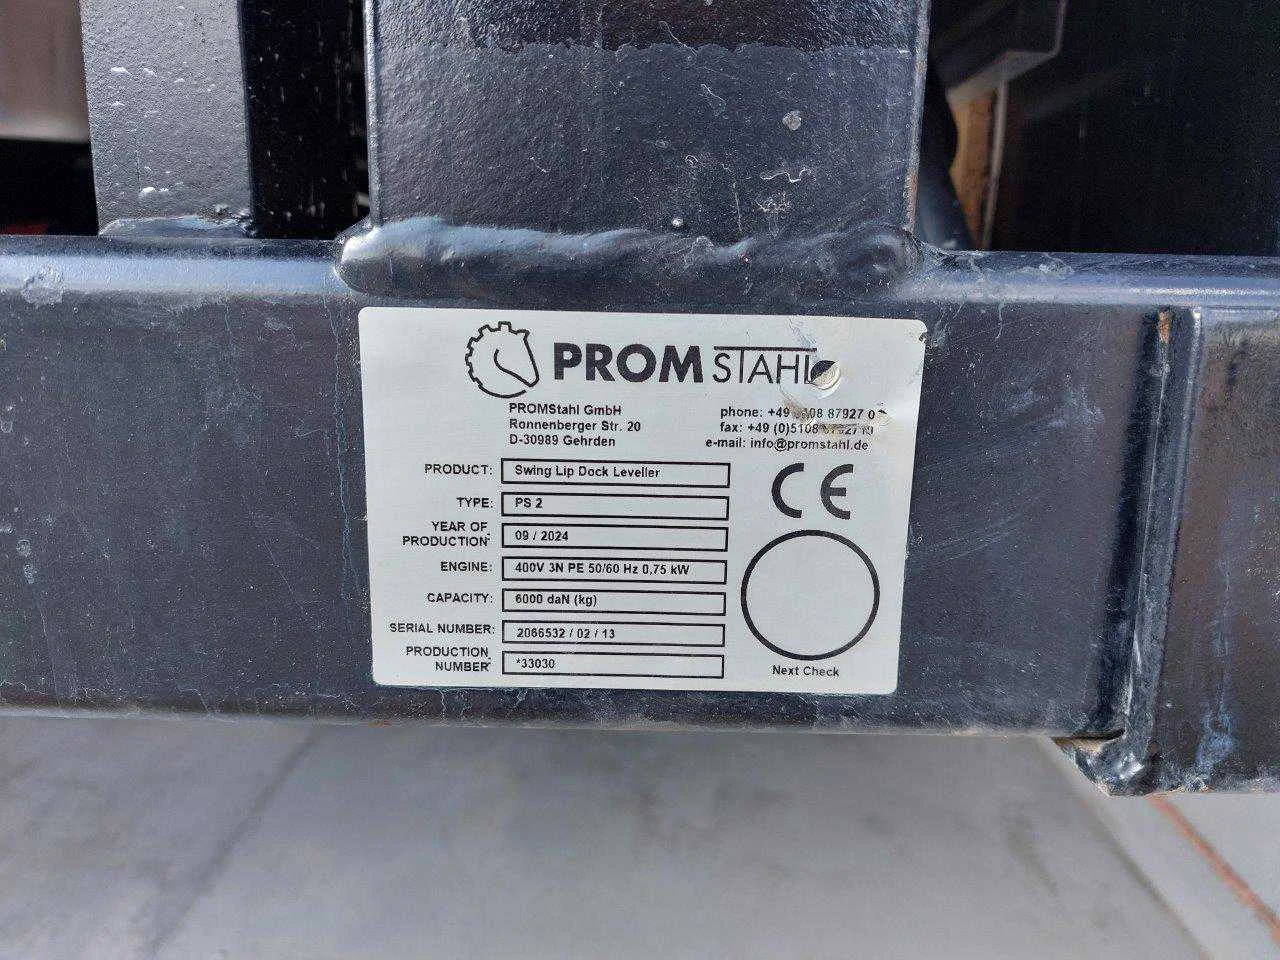 PROMSTAHL
PROMStahl GmbH
Ronnenberger Str. 20
D-30989 Gehrden
phone: +49 87927 0
fax: +49 (0)5108
e-mail: info@promstahl.de
PRODUCT: Swing Lip Dock Leveller
TYPE: PS 2
YEAR OF PRODUCTION: 09 / 2024
ENGINE: 400V 3N PE 50/60 Hz 0,75 kW
CAPACITY: 6000 daN (kg)
SERIAL NUMBER: 2066532 / 02 / 13
PRODUCTION NUMBER: *33030
CE
Next Check